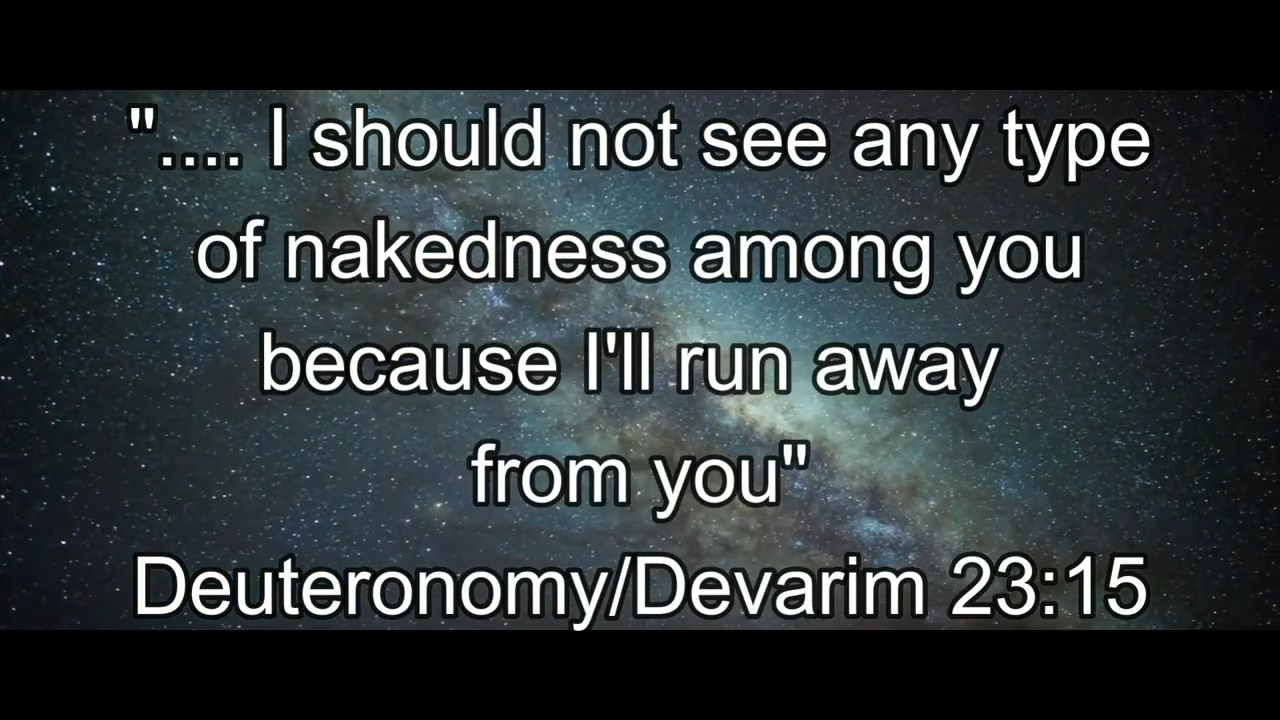 ".... I should not see any type
of nakedness among you
because I'll run away
from you"
Deuteronomy/Devarim 23:15